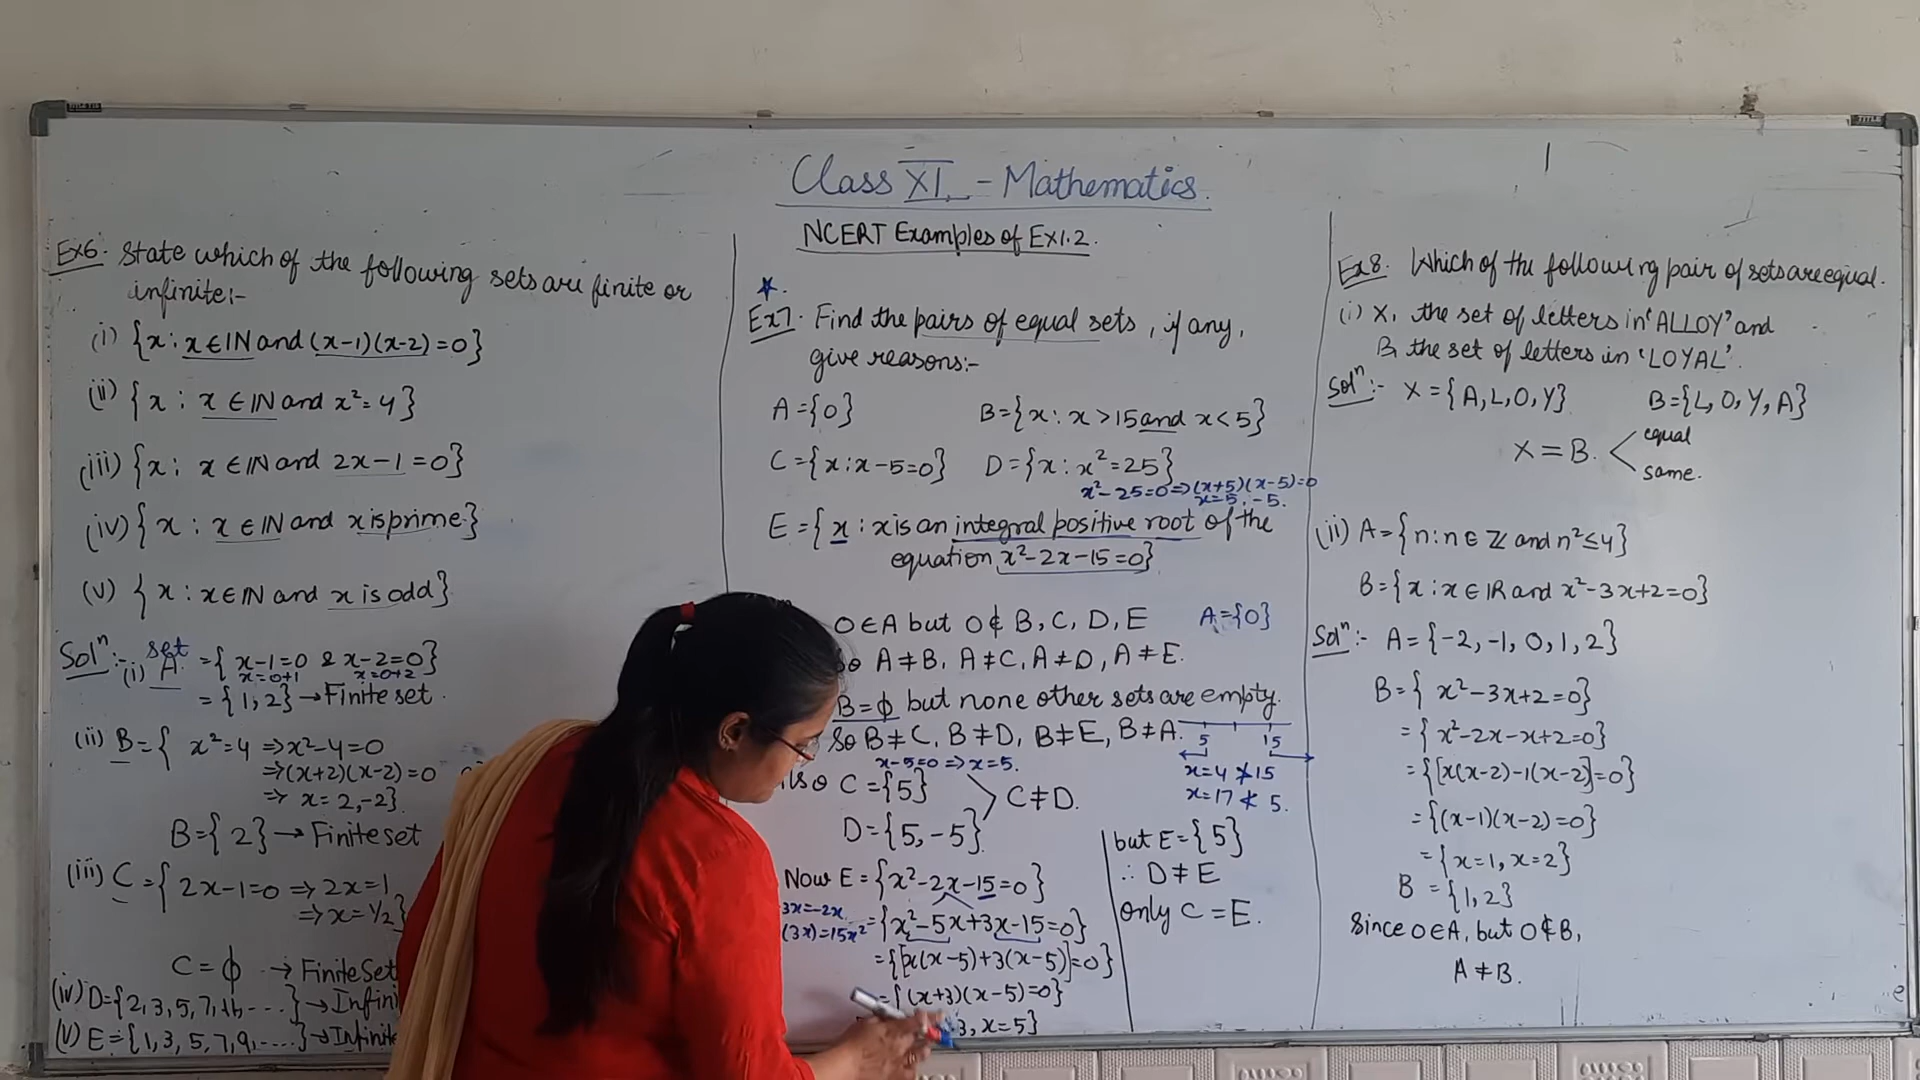 Class XI - Mathematics.
NCERT Examples of Ex1.2.
Ex6. State which of the following sets are finite or
infinite:-
(i) {x : x ∈ IN and (x-1)(x-2)=0}
(ii) {x : x ∈ IN and x²=4}
(iii) {x : x ∈ IN and 2x-1=0}
(iv) {x : x ∈ IN and x is prime}
(v) {x : x ∈ IN and x is odd}
Solⁿ:- (i) set A = {x-1=0 & x-2=0}
x=0+1 x=0+2
= {1,2} → Finite set.
(ii) B = { x²=4 ⇒ x²-4=0
⇒ (x+2)(x-2)=0
⇒ x=2,-2}
B={2} → Finite set
(iii) C = {2x-1=0 ⇒ 2x=1
⇒ x=1/2}
C = ϕ → Finite Set
(iv) D={2,3,5,7,11,....} → Infini
(v) E={1,3,5,7,9,.....} → Infinite
Ex7. Find the pairs of equal sets, if any,
give reasons:-
A={0} B={x : x>15 and x<5}
C={x : x-5=0} D={x : x²=25}
x²-25=0 ⇒ (x+5)(x-5)=0
x=5,-5.
E={x : x is an integral positive root of the
equation x²-2x-15=0}
0∈A but 0∉B, C, D, E A={0}
so A≠B, A≠C, A≠D, A≠E.
B=ϕ but none other sets are empty.
So B≠C, B≠D, B≠E, B≠A.
5 15
x=4 ≯ 15
x=17 ≮ 5.
x-5=0 ⇒ x=5.
C={5}
D={5,-5} C≠D.
Now E={x²-2x-15=0}
3x=-2x
(3x)=15x²
={x²-5x+3x-15=0}
={[x(x-5)+3(x-5)]=0}
={(x+3)(x-5)=0}
3, x=5}
but E={5}
∴ D≠E
only C=E.
Ex8. Which of the following pair of sets are equal.
(i) X, the set of letters in 'ALLOY' and
B, the set of letters in 'LOYAL'.
Solⁿ:- X={A,L,O,Y} B={L,O,Y,A}
X=B. equal
same.
(ii) A={n : n∈ℤ and n²≤4}
B={x : x∈IR and x²-3x+2=0}
Solⁿ:- A={-2,-1,0,1,2}
B={ x²-3x+2=0}
={x²-2x-x+2=0}
={[x(x-2)-1(x-2)]=0}
={(x-1)(x-2)=0}
={x=1, x=2}
B={1,2}
Since 0∈A, but 0∉B,
A≠B.